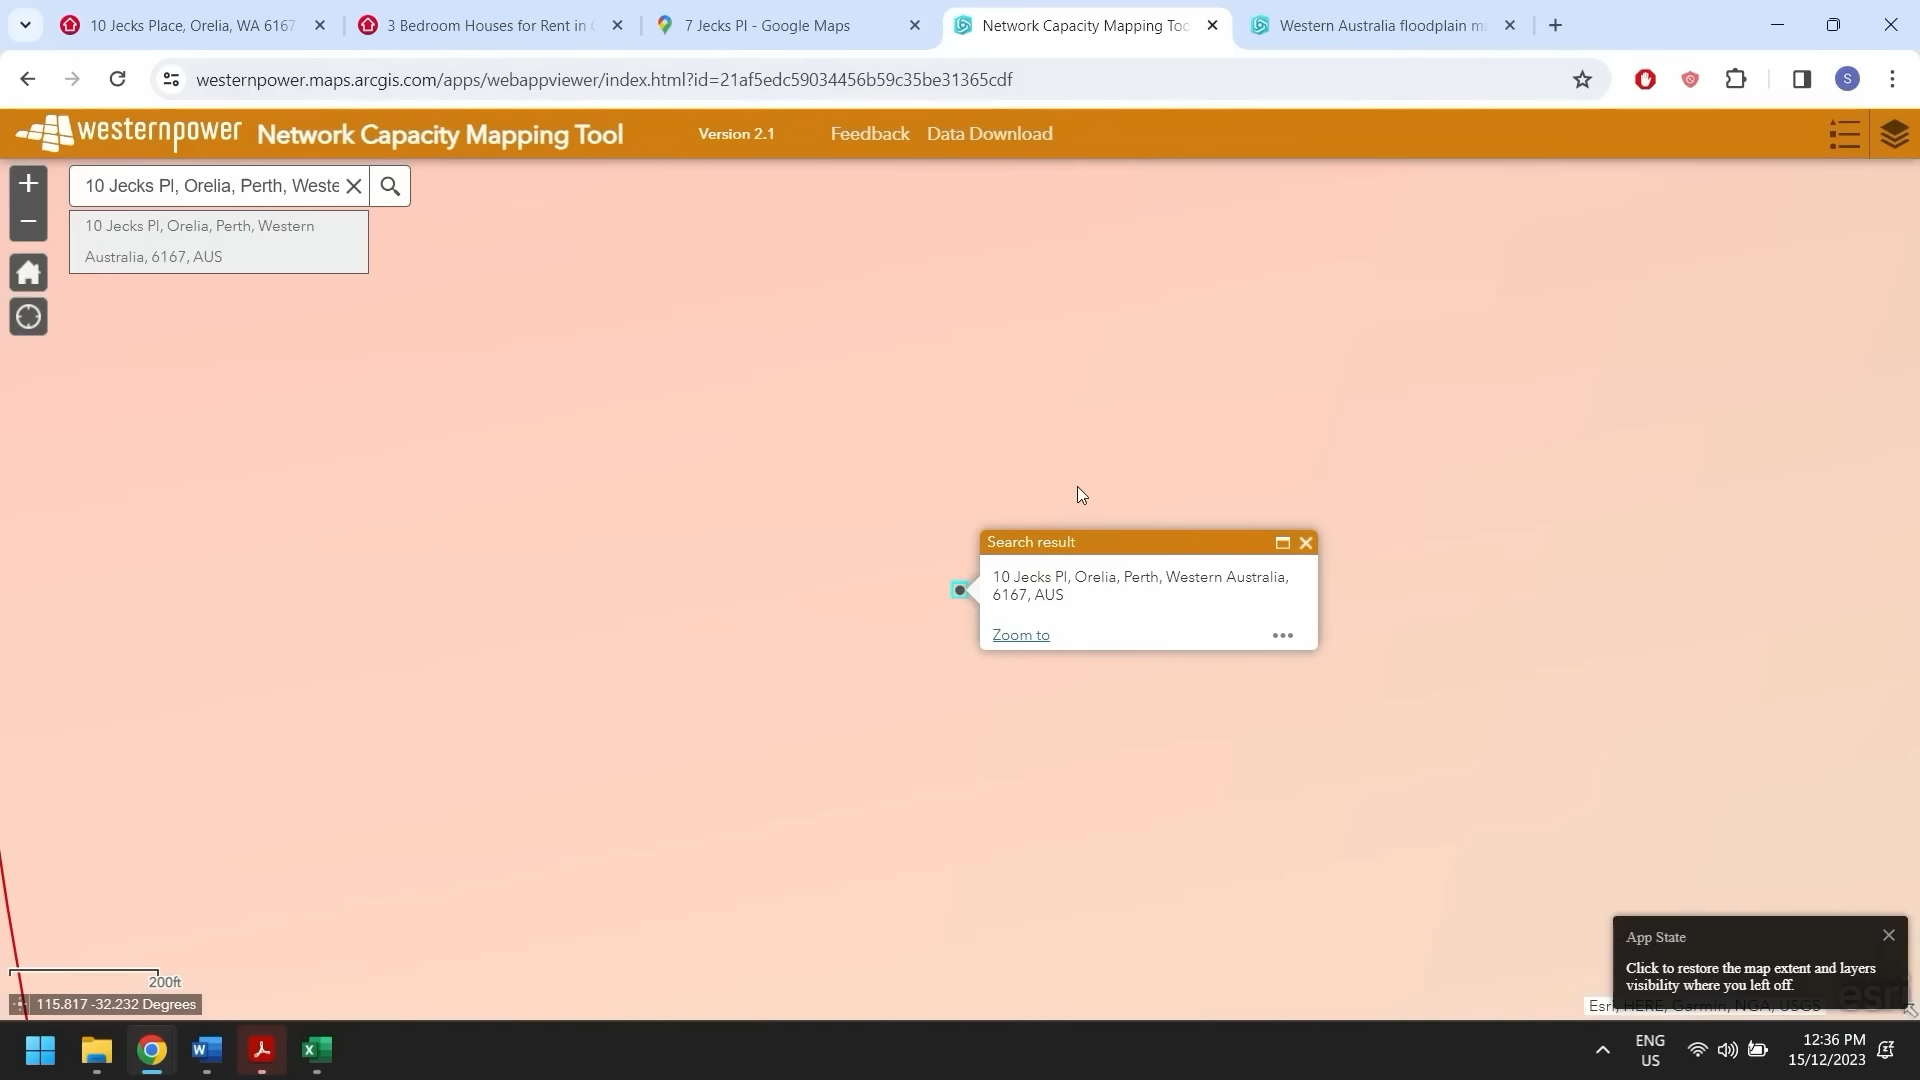 10 Jecks Place, Orelia, WA 6167
3 Bedroom Houses for Rent in
7 Jecks Pl - Google Maps
Network Capacity Mapping Too
Western Australia floodplain ma
westernpower.maps.arcgis.com/apps/webappviewer/index.html?id=21af5edc59034456b59c35be31365cdf
S
westernpower
Network Capacity Mapping Tool
Version 2.1
Feedback
Data Download
10 Jecks Pl, Orelia, Perth, Weste
10 Jecks Pl, Orelia, Perth, Western
Australia, 6167, AUS
Search result
10 Jecks Pl, Orelia, Perth, Western Australia,
6167, AUS
Zoom to
App State
Click to restore the map extent and layers
visibility where you left off.
200ft
115.817 -32.232 Degrees
Esri, HERE, Garmin, NGA, USGS
esri
ENG
US
12:36 PM
15/12/2023